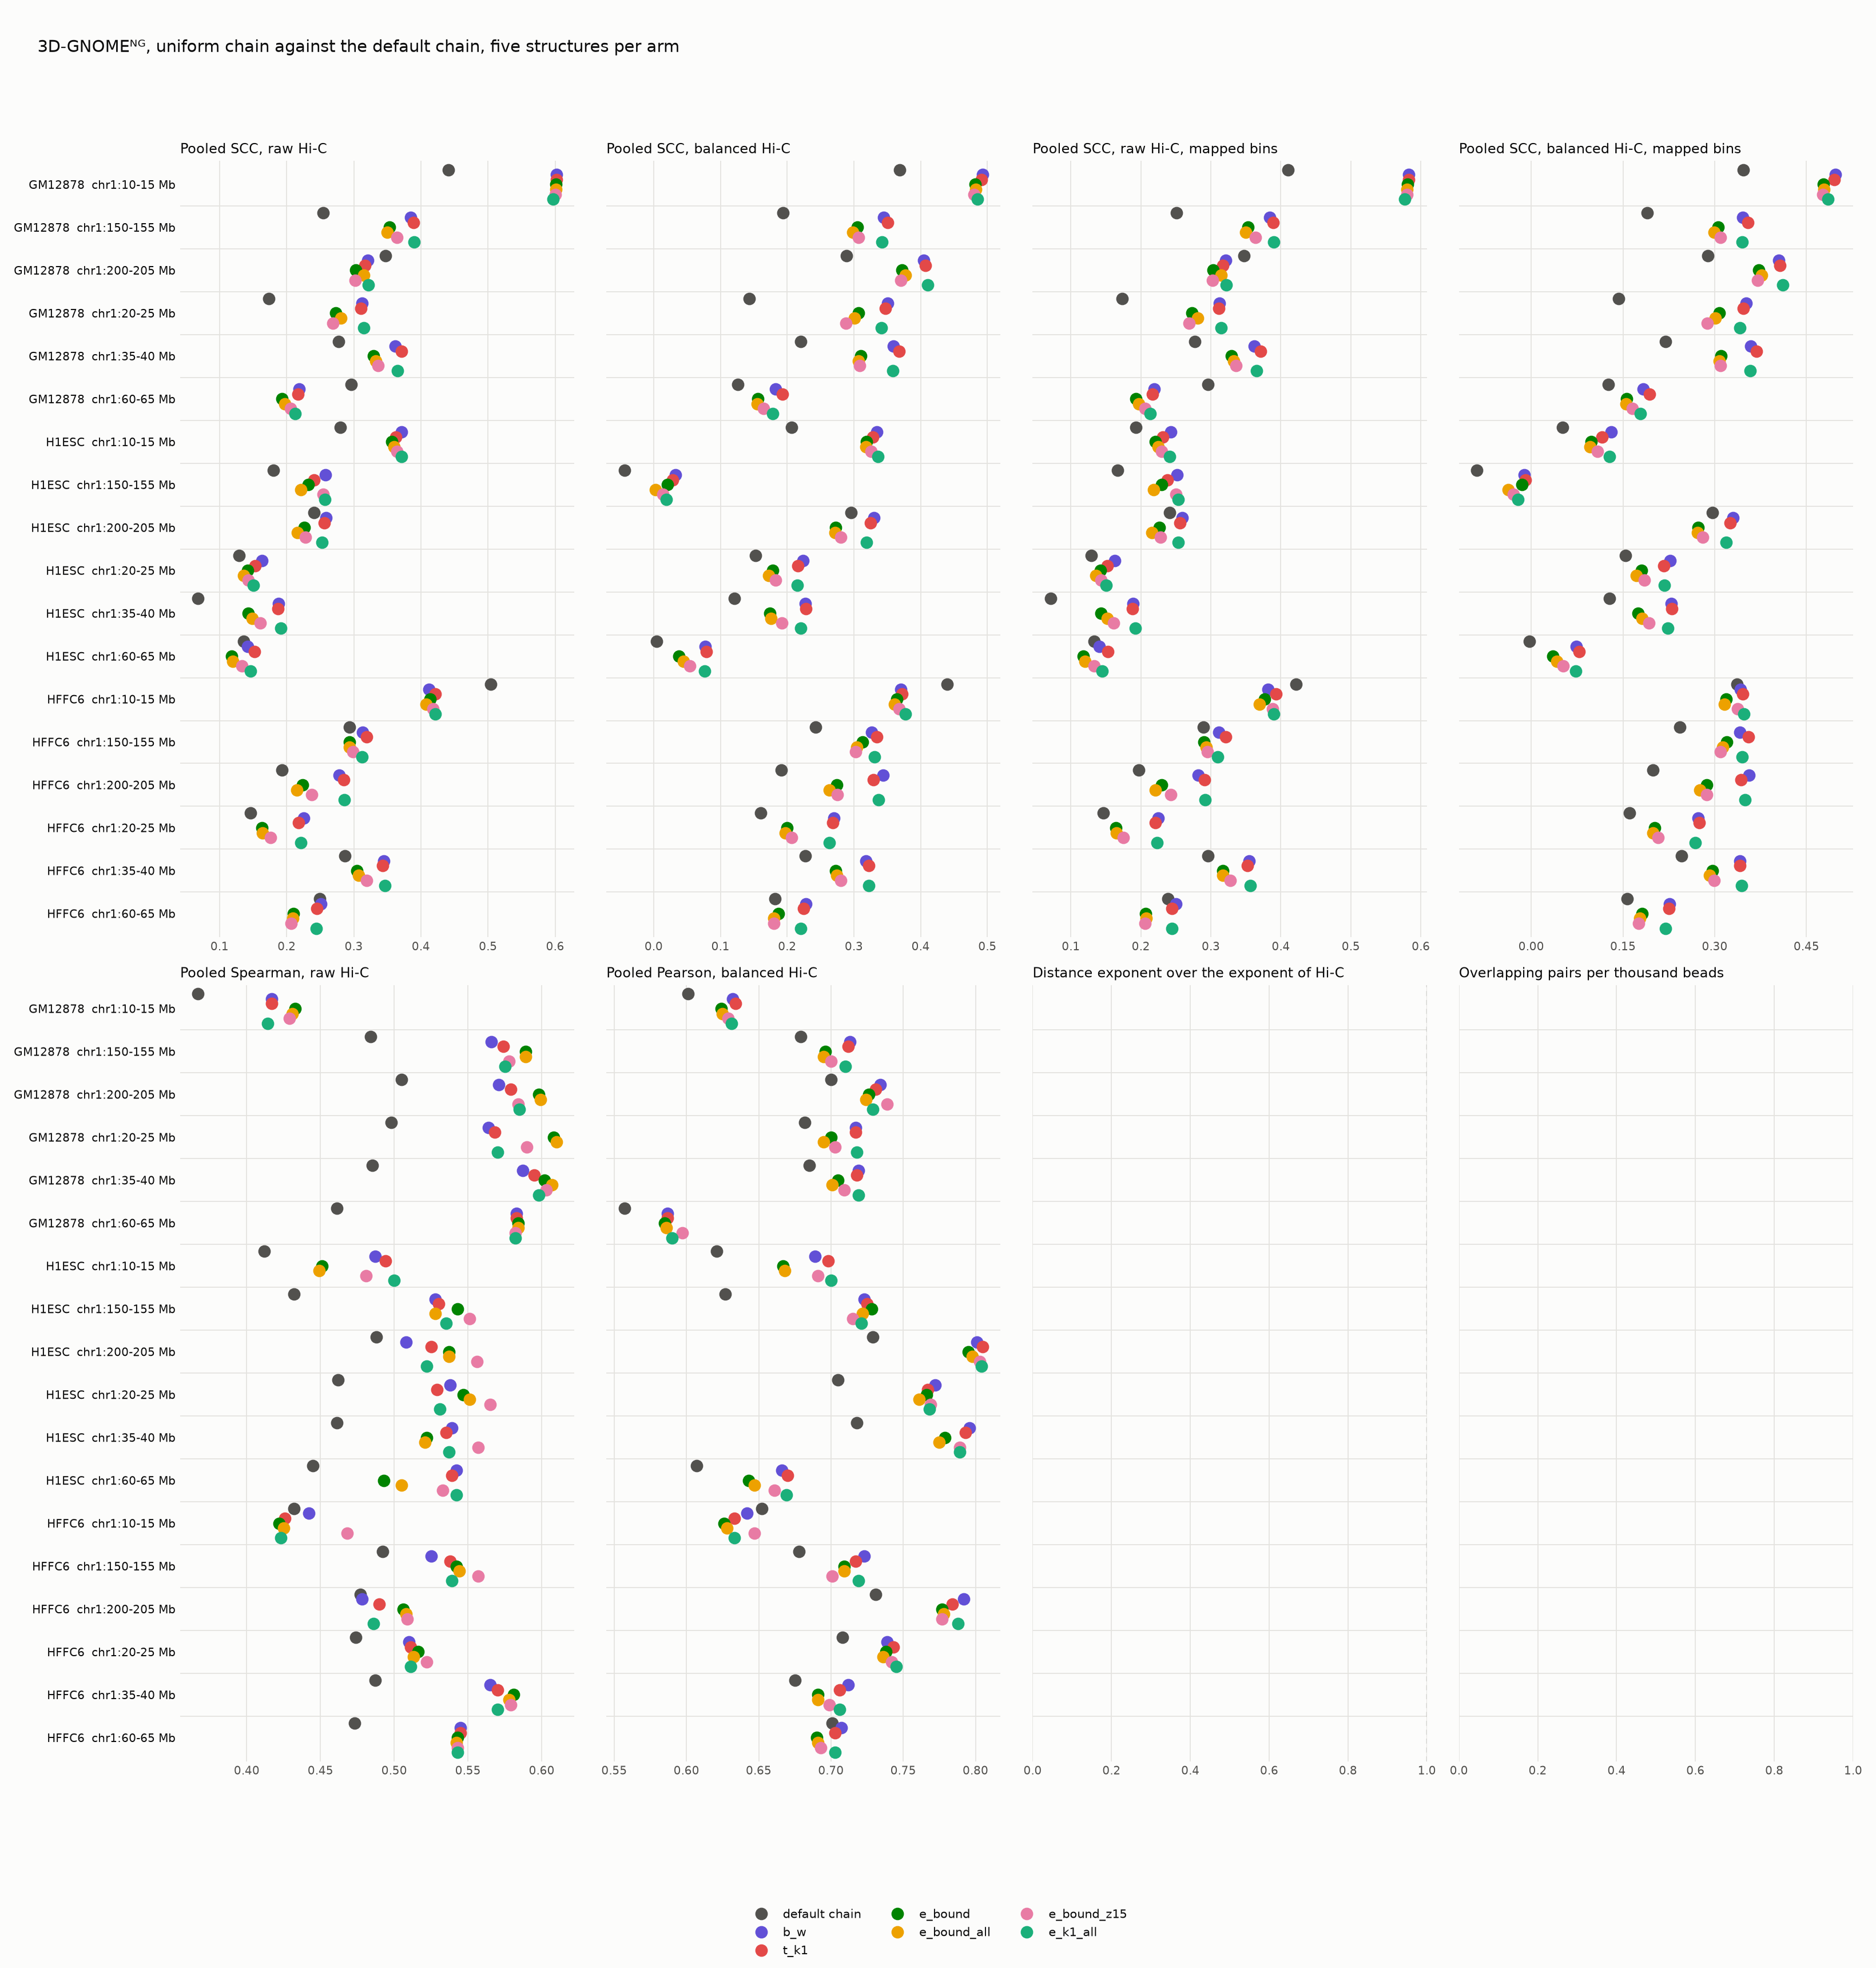 3D-GNOMEᴺᴳ, uniform chain against the default chain, five structures per arm
Pooled SCC, raw Hi-C
Pooled SCC, balanced Hi-C
Pooled SCC, raw Hi-C, mapped bins
Pooled SCC, balanced Hi-C, mapped bins
GM12878 chr1:10-15 Mb
GM12878 chr1:150-155 Mb
GM12878 chr1:200-205 Mb
GM12878 chr1:20-25 Mb
GM12878 chr1:35-40 Mb
GM12878 chr1:60-65 Mb
H1ESC chr1:10-15 Mb
H1ESC chr1:150-155 Mb
H1ESC chr1:200-205 Mb
H1ESC chr1:20-25 Mb
H1ESC chr1:35-40 Mb
H1ESC chr1:60-65 Mb
HFFC6 chr1:10-15 Mb
HFFC6 chr1:150-155 Mb
HFFC6 chr1:200-205 Mb
HFFC6 chr1:20-25 Mb
HFFC6 chr1:35-40 Mb
HFFC6 chr1:60-65 Mb
0.1 0.2 0.3 0.4 0.5 0.6
0.0 0.1 0.2 0.3 0.4 0.5
0.1 0.2 0.3 0.4 0.5 0.6
0.00 0.15 0.30 0.45
Pooled Spearman, raw Hi-C
Pooled Pearson, balanced Hi-C
Distance exponent over the exponent of Hi-C
Overlapping pairs per thousand beads
GM12878 chr1:10-15 Mb
GM12878 chr1:150-155 Mb
GM12878 chr1:200-205 Mb
GM12878 chr1:20-25 Mb
GM12878 chr1:35-40 Mb
GM12878 chr1:60-65 Mb
H1ESC chr1:10-15 Mb
H1ESC chr1:150-155 Mb
H1ESC chr1:200-205 Mb
H1ESC chr1:20-25 Mb
H1ESC chr1:35-40 Mb
H1ESC chr1:60-65 Mb
HFFC6 chr1:10-15 Mb
HFFC6 chr1:150-155 Mb
HFFC6 chr1:200-205 Mb
HFFC6 chr1:20-25 Mb
HFFC6 chr1:35-40 Mb
HFFC6 chr1:60-65 Mb
0.40 0.45 0.50 0.55 0.60
0.55 0.60 0.65 0.70 0.75 0.80
0.0 0.2 0.4 0.6 0.8 1.0
0.0 0.2 0.4 0.6 0.8 1.0
default chain
b_w
t_k1
e_bound
e_bound_all
e_bound_z15
e_k1_all